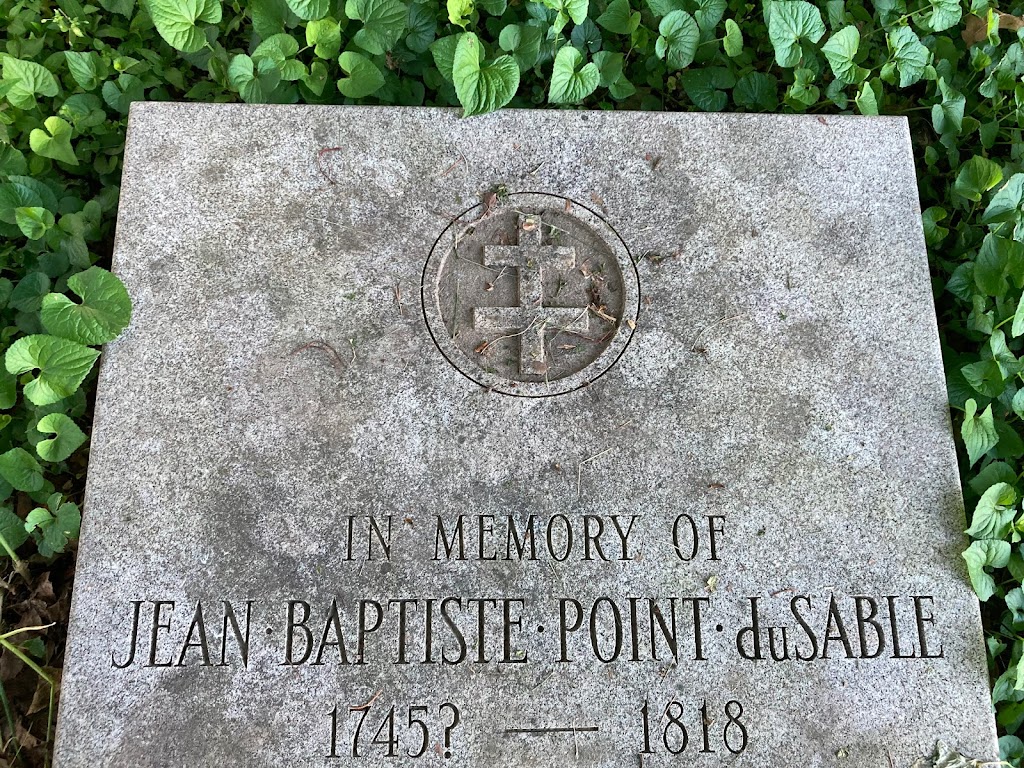 IN MEMORY OF
JEAN · BAPTISTE · POINT · duSABLE
1745? — 1818